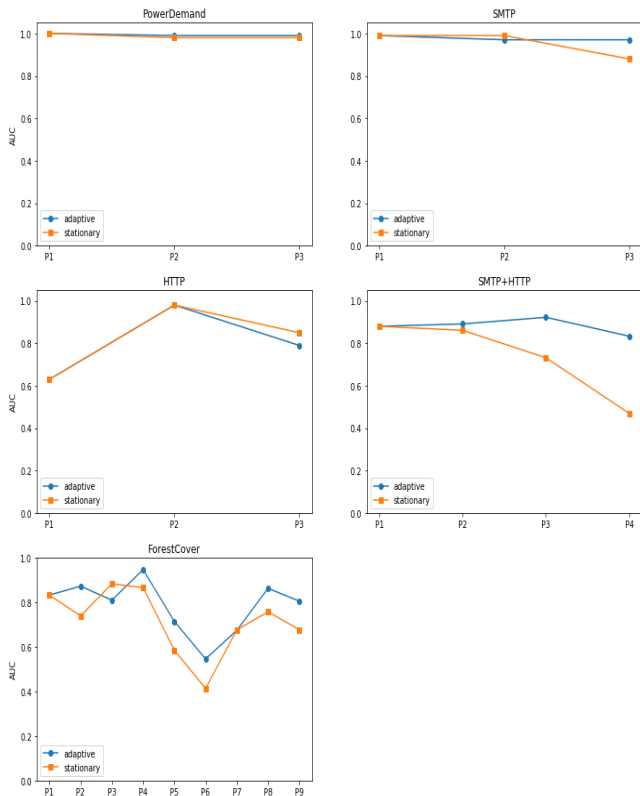 PowerDemand
AUC
1.0
0.8
0.6
0.4
0.2
0.0
adaptive
stationary
P1 P2 P3
SMTP
1.0
0.8
0.6
0.4
0.2
0.0
adaptive
stationary
P1 P2 P3
HTTP
AUC
1.0
0.8
0.6
0.4
0.2
0.0
adaptive
stationary
P1 P2 P3
SMTP+HTTP
1.0
0.8
0.6
0.4
0.2
0.0
adaptive
stationary
P1 P2 P3 P4
ForestCover
AUC
1.0
0.8
0.6
0.4
0.2
0.0
adaptive
stationary
P1 P2 P3 P4 P5 P6 P7 P8 P9